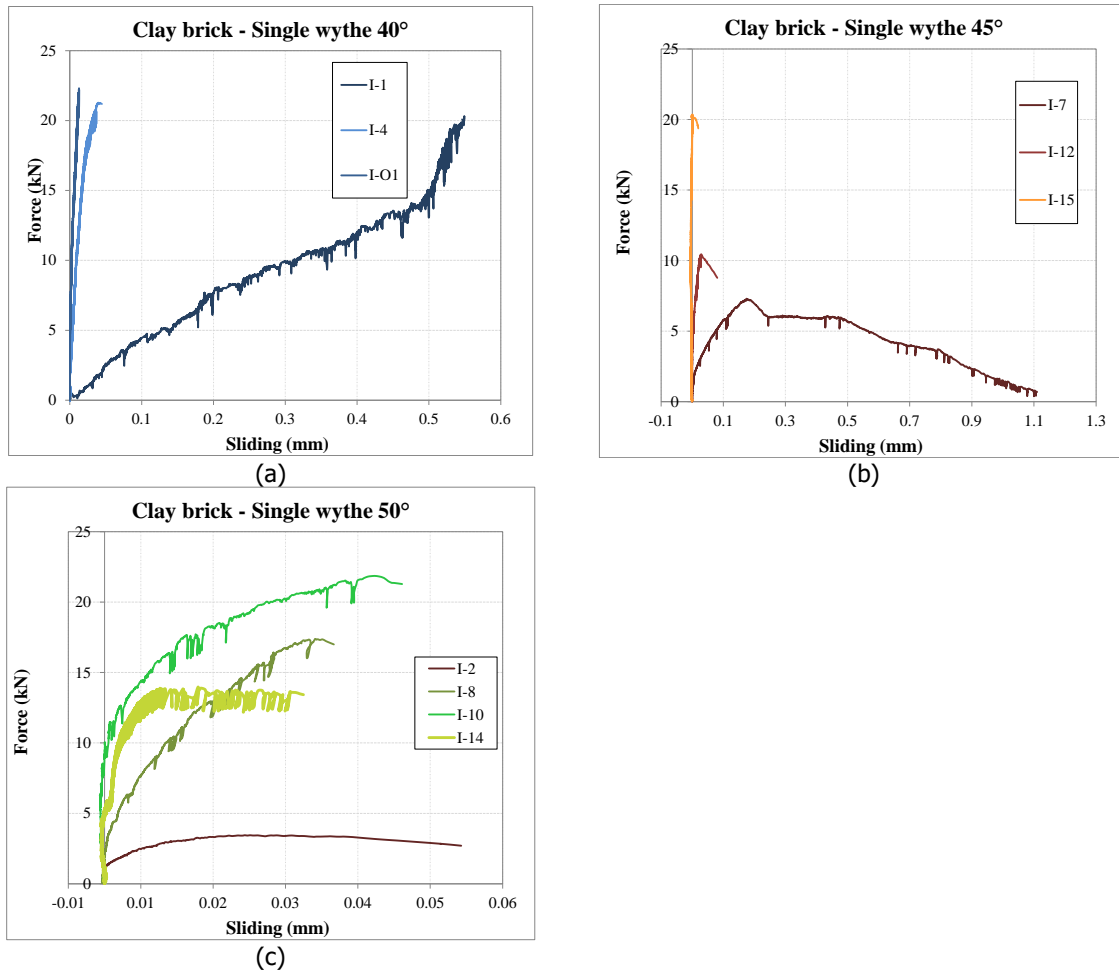 Clay brick - Single wythe 40°
25
20
15
10
5
0
Force (kN)
I-1
I-4
I-O1
0 0.1 0.2 0.3 0.4 0.5 0.6
Sliding (mm)
(a)
Clay brick - Single wythe 45°
25
20
15
10
5
0
Force (kN)
I-7
I-12
I-15
-0.1 0.1 0.3 0.5 0.7 0.9 1.1 1.3
Sliding (mm)
(b)
Clay brick - Single wythe 50°
25
20
15
10
5
0
Force (kN)
I-2
I-8
I-10
I-14
-0.01 0.01 0.02 0.03 0.04 0.05 0.06
Sliding (mm)
(c)